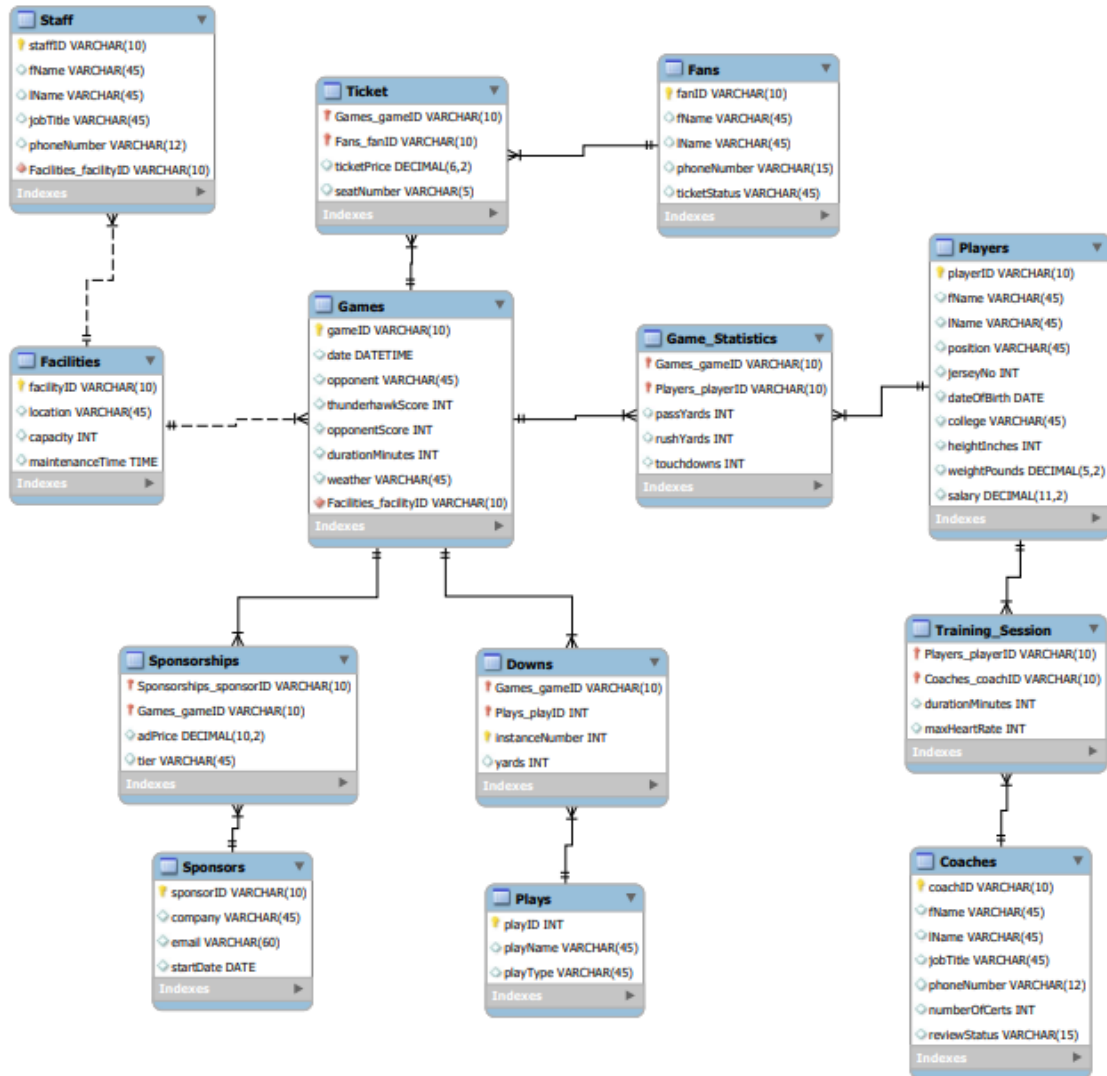 Staff
staffID VARCHAR(10)
fName VARCHAR(45)
lName VARCHAR(45)
jobTitle VARCHAR(45)
phoneNumber VARCHAR(12)
Facilities_facilityID VARCHAR(10)
Indexes
Ticket
Games_gameID VARCHAR(10)
Fans_fanID VARCHAR(10)
ticketPrice DECIMAL(6,2)
seatNumber VARCHAR(5)
Indexes
Fans
fanID VARCHAR(10)
fName VARCHAR(45)
lName VARCHAR(45)
phoneNumber VARCHAR(15)
ticketStatus VARCHAR(45)
Indexes
Facilities
facilityID VARCHAR(10)
location VARCHAR(45)
capacity INT
maintenanceTime TIME
Indexes
Games
gameID VARCHAR(10)
date DATETIME
opponent VARCHAR(45)
thunderhawkScore INT
opponentScore INT
durationMinutes INT
weather VARCHAR(45)
Facilities_facilityID VARCHAR(10)
Indexes
Game_Statistics
Games_gameID VARCHAR(10)
Players_playerID VARCHAR(10)
passYards INT
rushYards INT
touchdowns INT
Indexes
Players
playerID VARCHAR(10)
fName VARCHAR(45)
lName VARCHAR(45)
position VARCHAR(45)
jerseyNo INT
dateOfBirth DATE
college VARCHAR(45)
heightInches INT
weightPounds DECIMAL(5,2)
salary DECIMAL(11,2)
Indexes
Sponsorships
Sponsorships_sponsorID VARCHAR(10)
Games_gameID VARCHAR(10)
adPrice DECIMAL(10,2)
tier VARCHAR(45)
Indexes
Downs
Games_gameID VARCHAR(10)
Plays_playID INT
instanceNumber INT
yards INT
Indexes
Training_Session
Players_playerID VARCHAR(10)
Coaches_coachID VARCHAR(10)
durationMinutes INT
maxHeartRate INT
Indexes
Sponsors
sponsorID VARCHAR(10)
company VARCHAR(45)
email VARCHAR(60)
startDate DATE
Indexes
Plays
playID INT
playName VARCHAR(45)
playType VARCHAR(45)
Indexes
Coaches
coachID VARCHAR(10)
fName VARCHAR(45)
lName VARCHAR(45)
jobTitle VARCHAR(45)
phoneNumber VARCHAR(12)
numberOfCerts INT
reviewStatus VARCHAR(15)